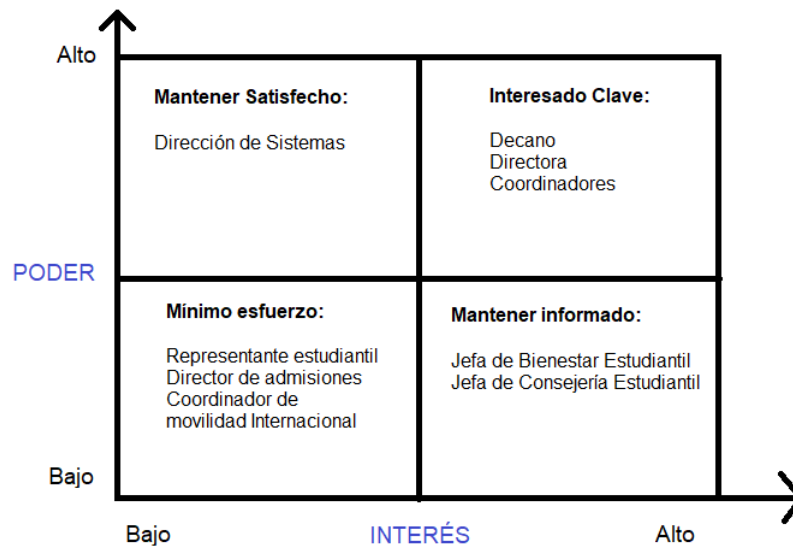 Alto
Mantener Satisfecho:
Dirección de Sistemas
Interesado Clave:
Decano
Directora
Coordinadores
PODER
Mínimo esfuerzo:
Representante estudiantil
Director de admisiones
Coordinador de
movilidad Internacional
Mantener informado:
Jefa de Bienestar Estudiantil
Jefa de Consejería Estudiantil
Bajo
Bajo
INTERÉS
Alto